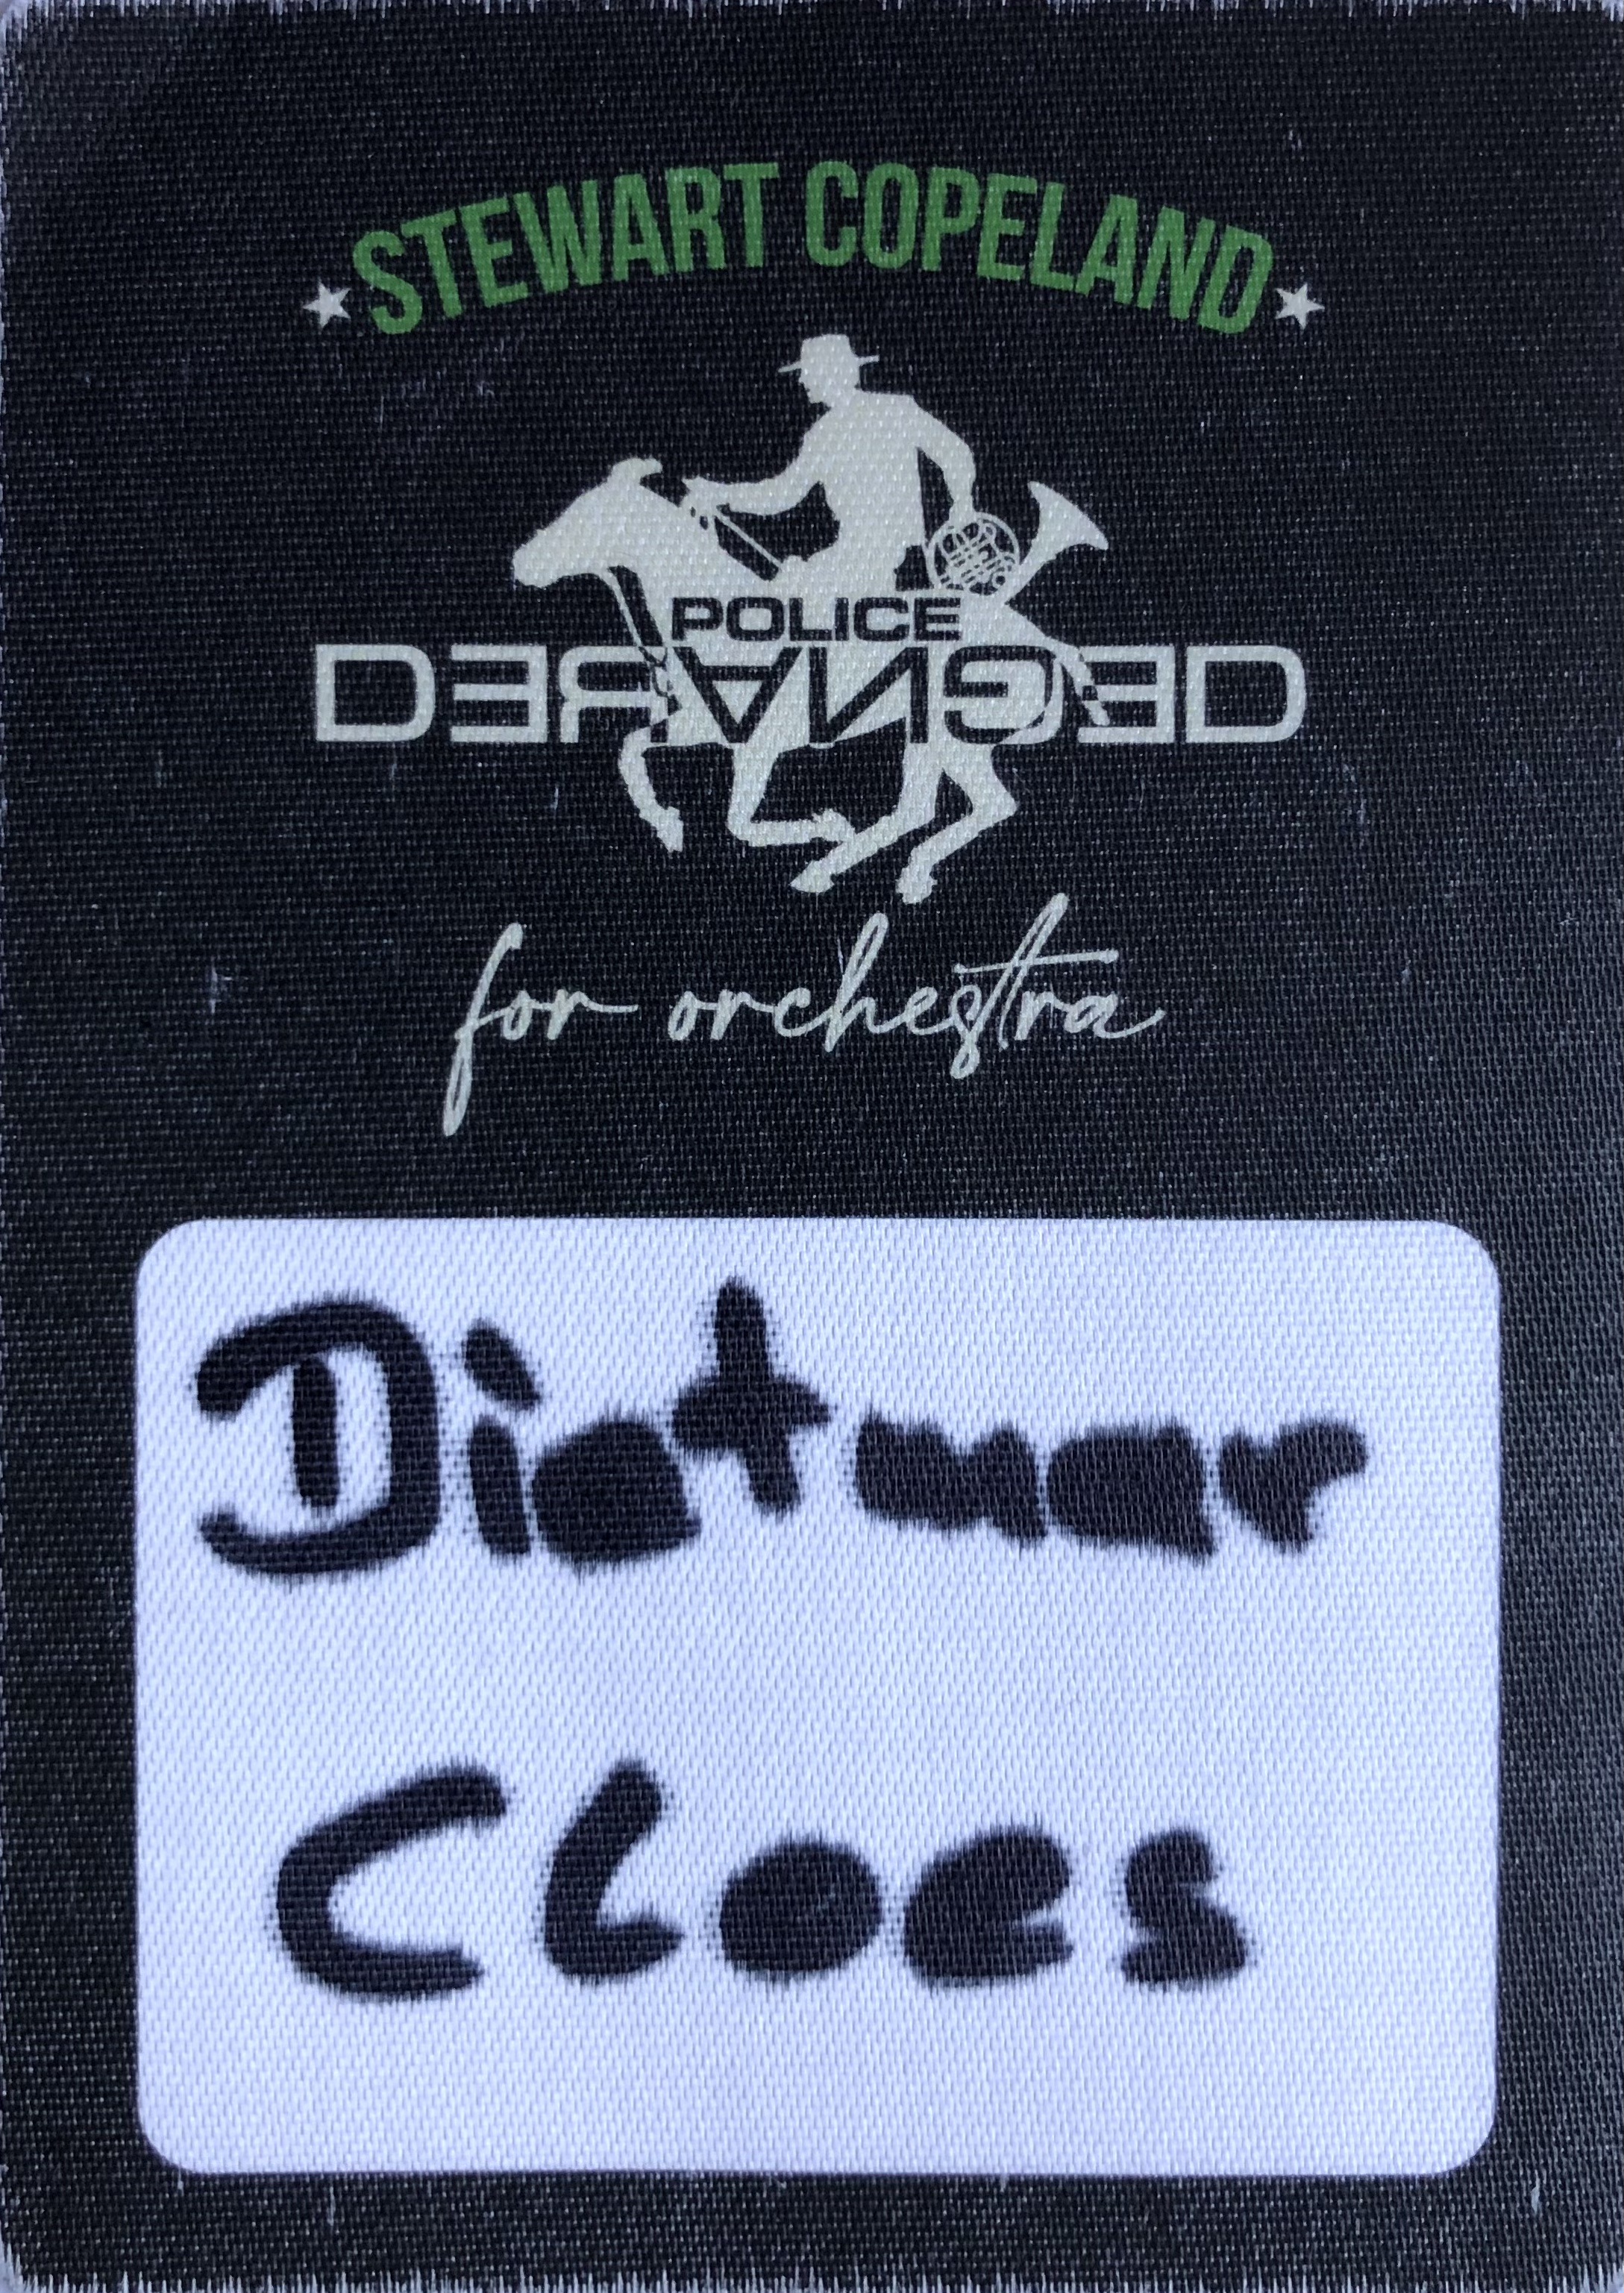 STEWART COPELAND
POLICE
DERANGED
for orchestra
Dietmar
Cloes